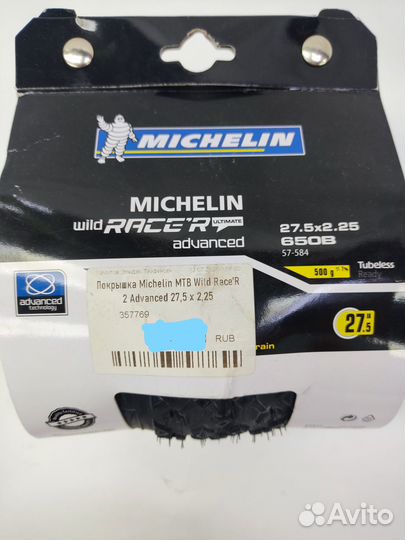 MICHELIN
MICHELIN
wild RACE'R ULTIMATE
advanced
27.5x2.25
650B
57-584
500 g
Tubeless
Ready
advanced
technology
Покрышка Michelin MTB Wild Race'R
2 Advanced 27,5 x 2,25
357769
RUB
27.5"
rain
Avito